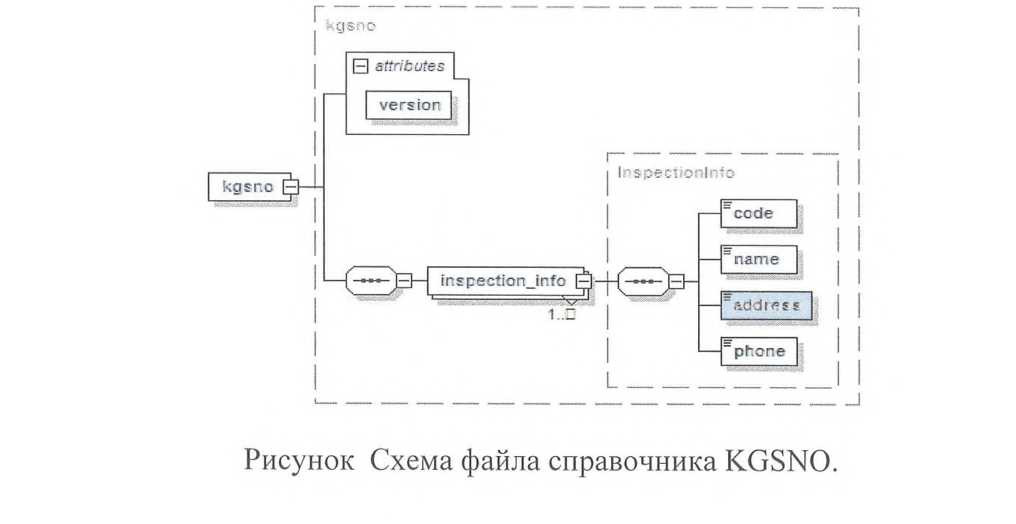 kgsno
attributes
version
InspectionInfo
kgsno
code
name
inspection_info
address
1..□
phone
Рисунок Схема файла справочника KGSNO.